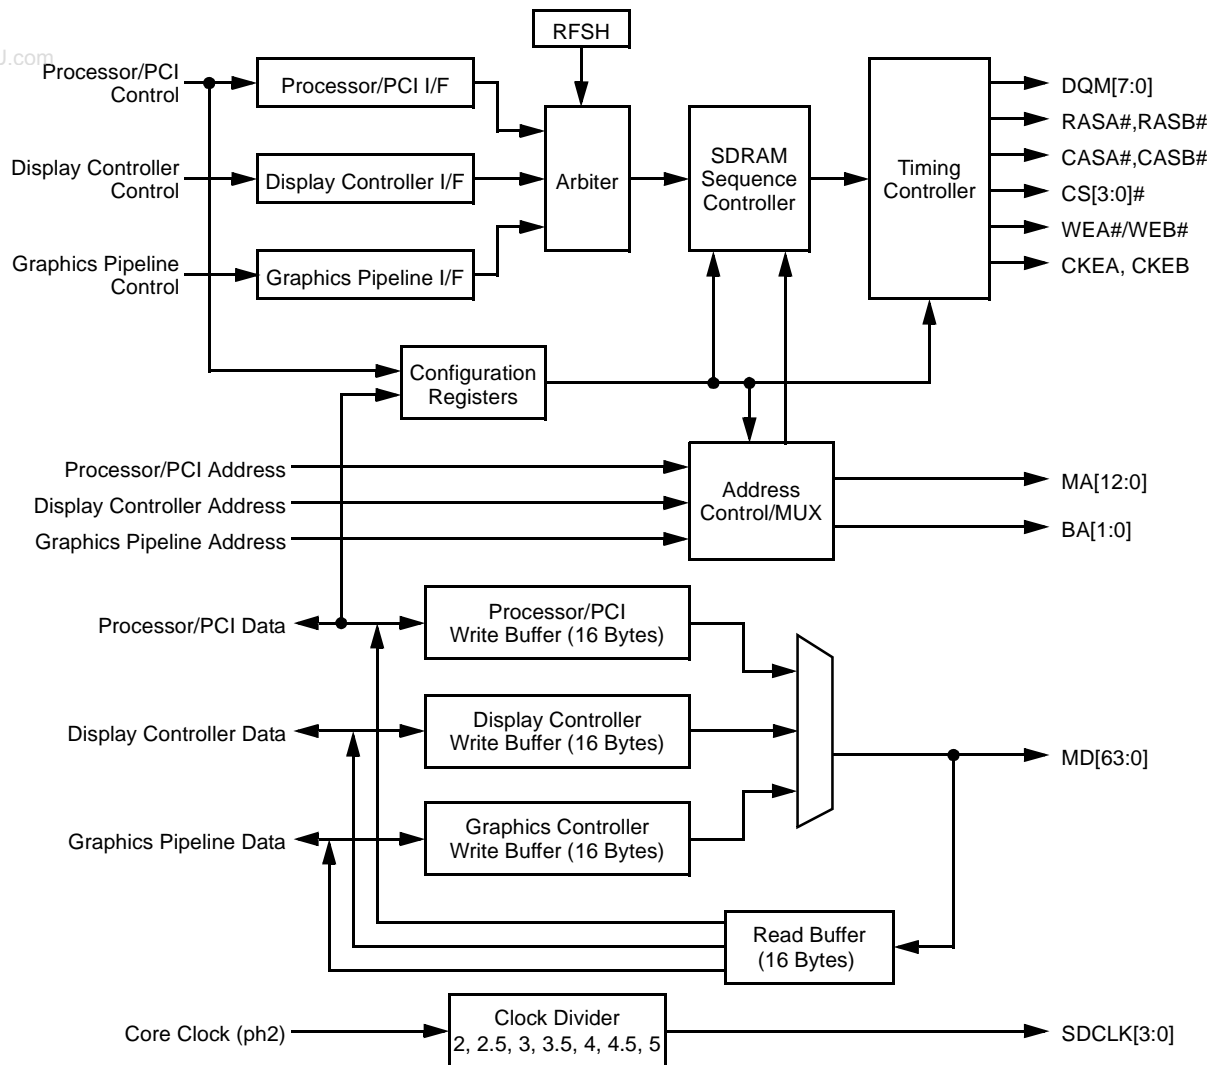 RFSH
U.com
Processor/PCI
Control
Processor/PCI I/F
DQM[7:0]
RASA#,RASB#
Display Controller
Control
Display Controller I/F
Arbiter
SDRAM
Sequence
Controller
Timing
Controller
CASA#,CASB#
CS[3:0]#
WEA#/WEB#
Graphics Pipeline
Control
Graphics Pipeline I/F
CKEA, CKEB
Configuration
Registers
Processor/PCI Address
Display Controller Address
Graphics Pipeline Address
Address
Control/MUX
MA[12:0]
BA[1:0]
Processor/PCI Data
Processor/PCI
Write Buffer (16 Bytes)
Display Controller Data
Display Controller
Write Buffer (16 Bytes)
MD[63:0]
Graphics Pipeline Data
Graphics Controller
Write Buffer (16 Bytes)
Read Buffer
(16 Bytes)
Core Clock (ph2)
Clock Divider
2, 2.5, 3, 3.5, 4, 4.5, 5
SDCLK[3:0]